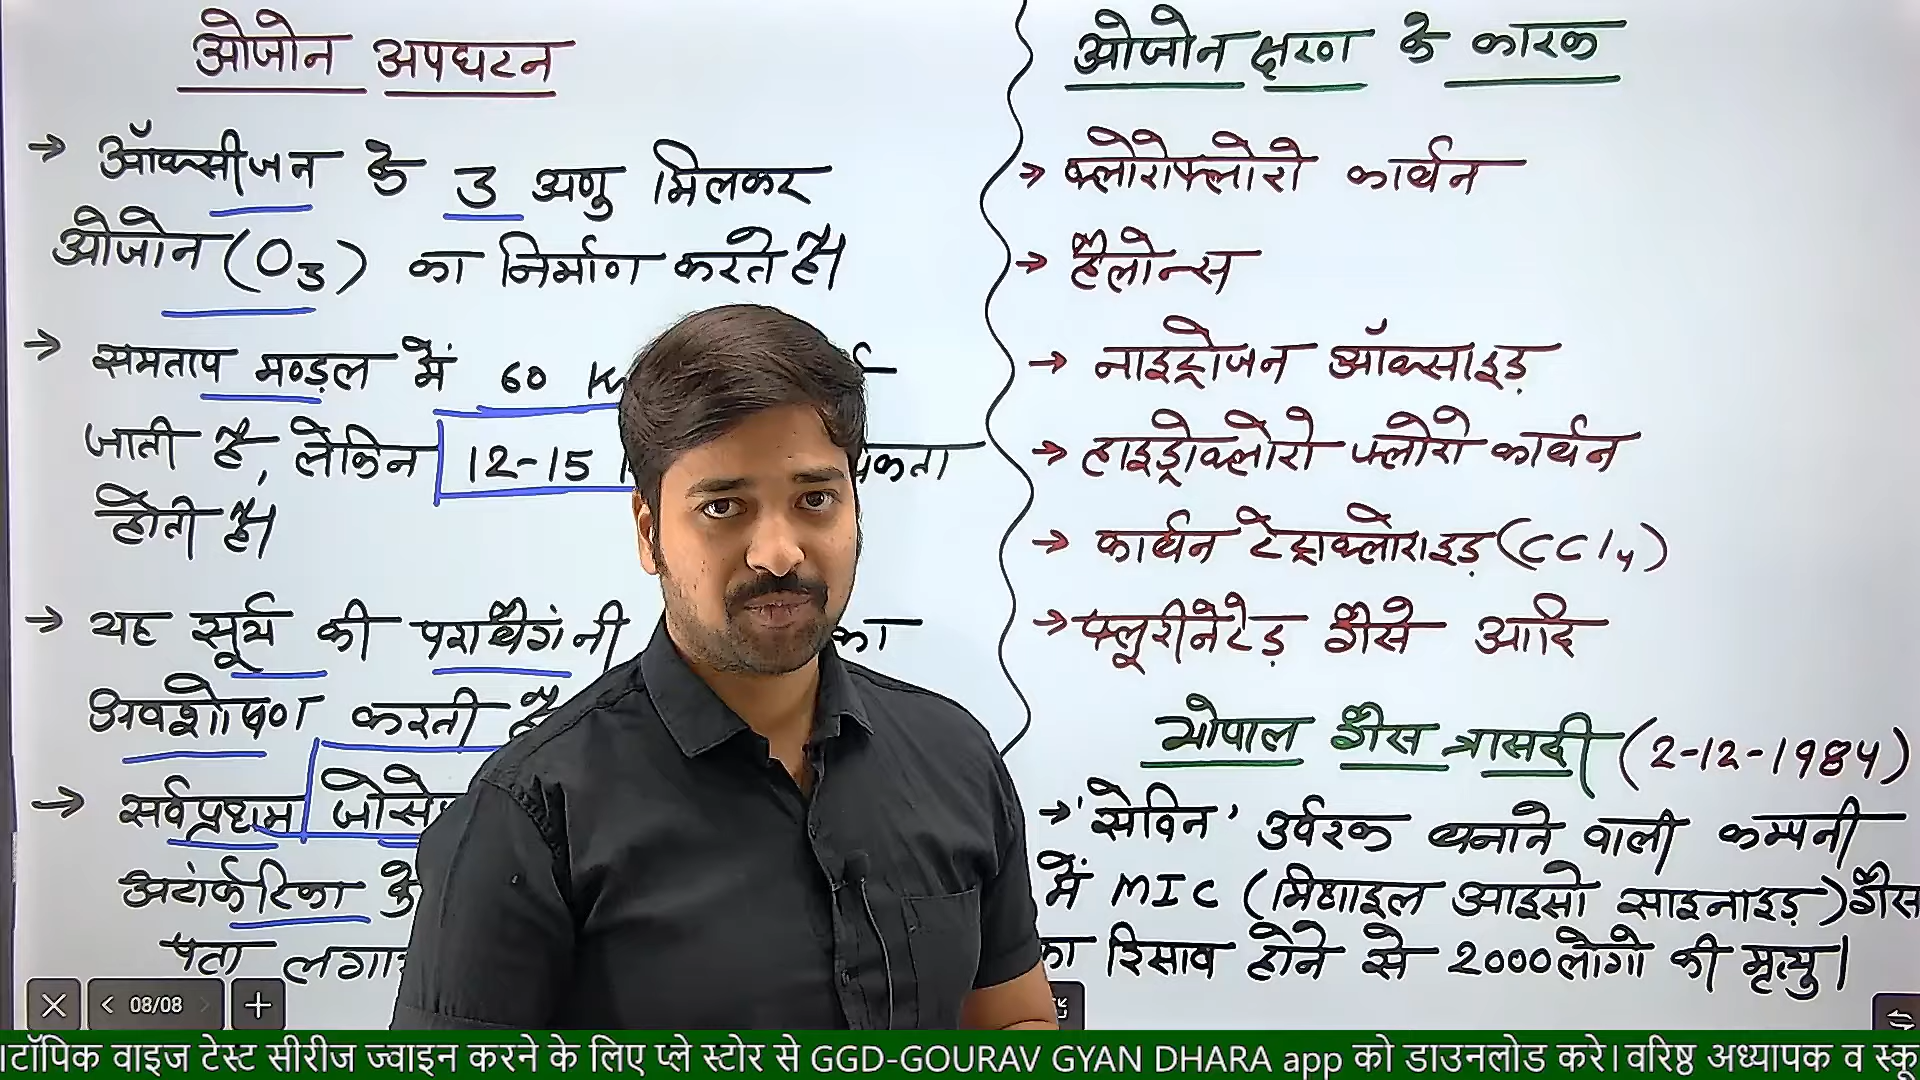 ओजोन अपघटन
→ ऑक्सीजन के 3 अणु मिलकर
ओजोन (O₃) का निर्माण करते है।
→ समताप मण्डल में 60
जाती है, लेकिन 12-15
होती है।
→ यह सूर्य की पराबैगंनी का
अवशोषण करती है
→ सर्वप्रथम
अटांर्कटिका के
पता
ओजोन क्षरण के कारक
→ क्लोरोफ्लोरो कार्बन
→ हैलोन्स
→ नाइट्रोजन ऑक्साइड़
→ हाइड्रोक्लोरो फ्लोरो कार्बन
→ कार्बन टेट्राक्लोराइड़ (CCl₄)
→ फ्लूरीनेटेड़ गैसे आदि
भोपाल गैस त्रासदी (2-12-1984)
→ 'सेविन' उर्वरक बनाने वाली कम्पनी
में MIC (मिथाइल आइसो साइनाइड़) गैस
का रिसाव होने से 2000 लोगो की मृत्यु।
08/08
।टॉपिक वाइज टेस्ट सीरीज ज्वाइन करने के लिए प्ले स्टोर से GGD-GOURAV GYAN DHARA app को डाउनलोड करे। वरिष्ठ अध्यापक व स्कू